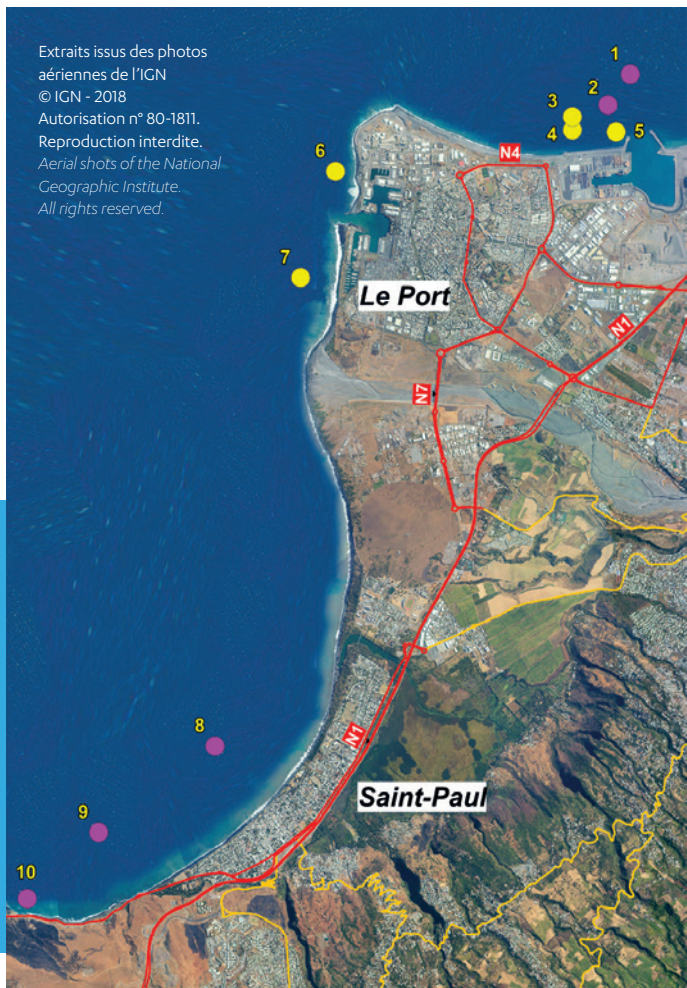 Extraits issus des photos
aériennes de l'IGN
© IGN - 2018
Autorisation n° 80-1811.
Reproduction interdite.
Aerial shots of the National
Geographic Institute.
All rights reserved.
1
2
3
4
5
6
N4
7
Le Port
N1
N7
8
N1
Saint-Paul
9
10